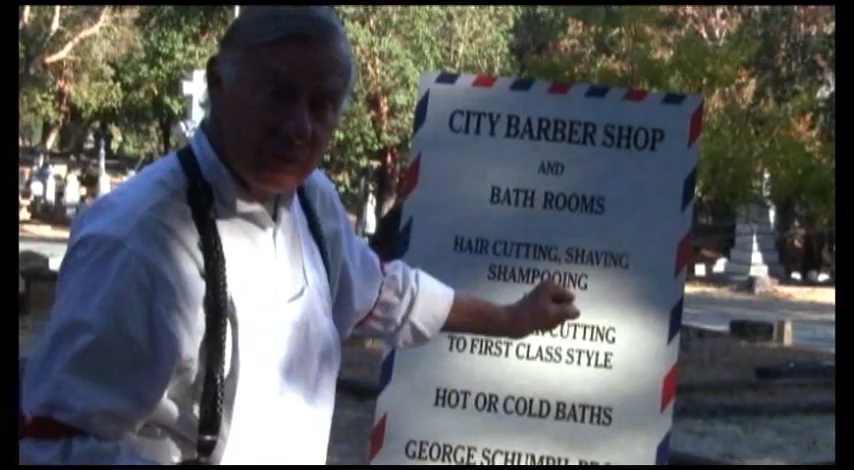 CITY BARBER SHOP
AND
BATH ROOMS
HAIR CUTTING, SHAVING
SHAMPOOING
CUTTING
TO FIRST CLASS STYLE
HOT OR COLD BATHS
GEORGE SCHUMPH